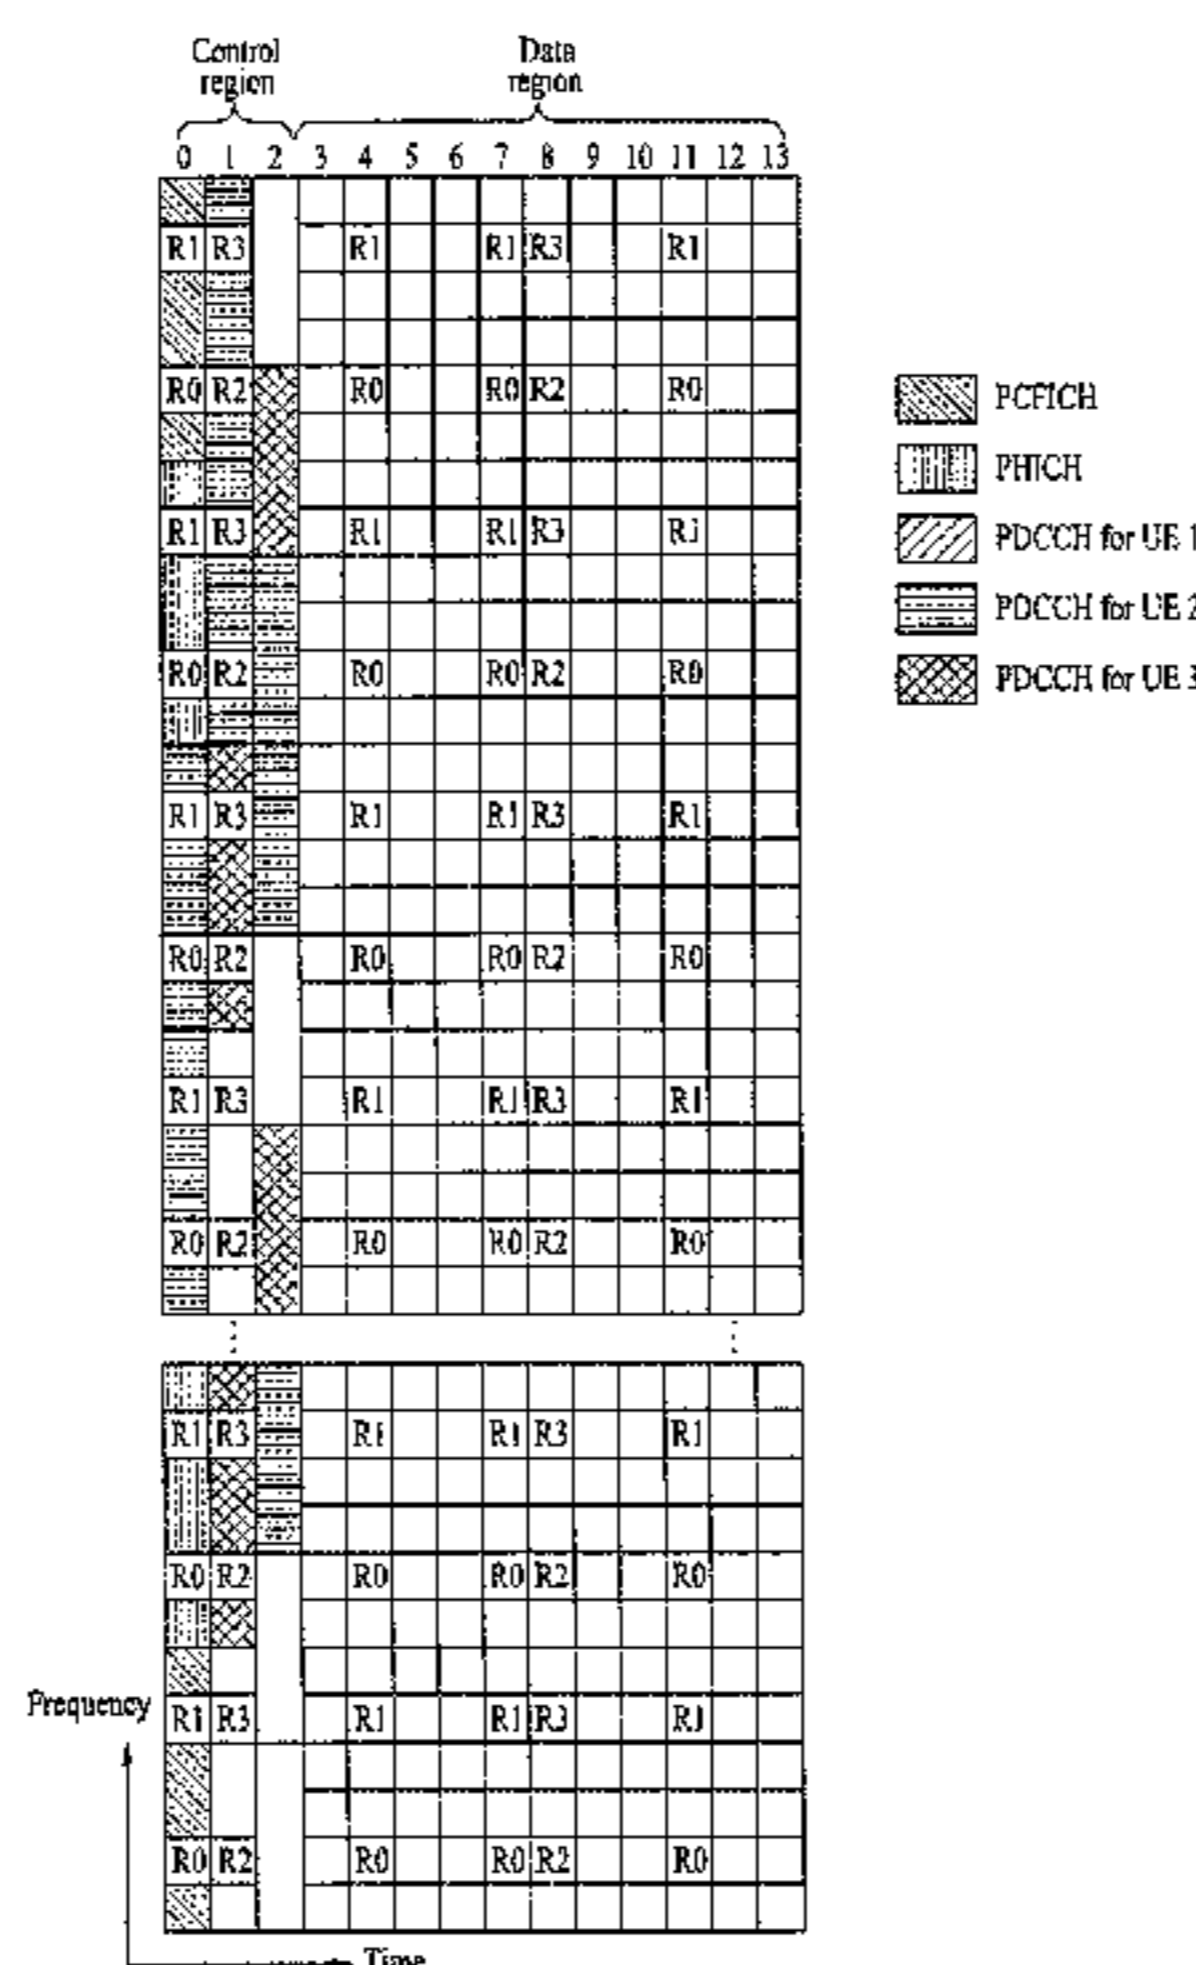 Control region
Data region
0 1 2 3 4 5 6 7 8 9 10 11 12 13
R1 R3 R1 R1 R3 R1
R0 R2 R0 R0 R2 R0
R1 R3 R1 R1 R3 R1
R0 R2 R0 R0 R2 R0
R1 R3 R1 R1 R3 R1
R0 R2 R0 R0 R2 R0
R1 R3 R1 R1 R3 R1
R0 R2 R0 R0 R2 R0
R1 R3 R1 R1 R3 R1
R0 R2 R0 R0 R2 R0
R1 R3 R1 R1 R3 R1
R0 R2 R0 R0 R2 R0
Frequency
Time
PCFICH
PHICH
PDCCH for UE 1
PDCCH for UE 2
PDCCH for UE 3